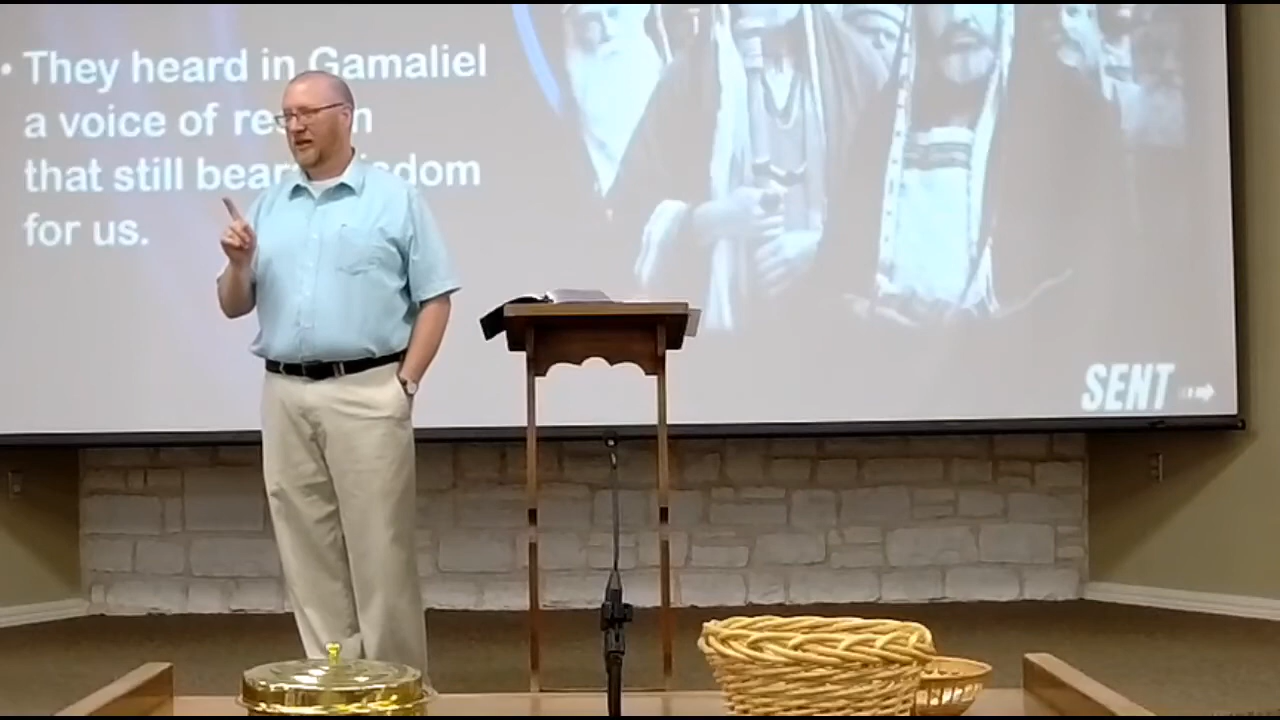 • They heard in Gamaliel
a voice of
that still
for us.
SENT